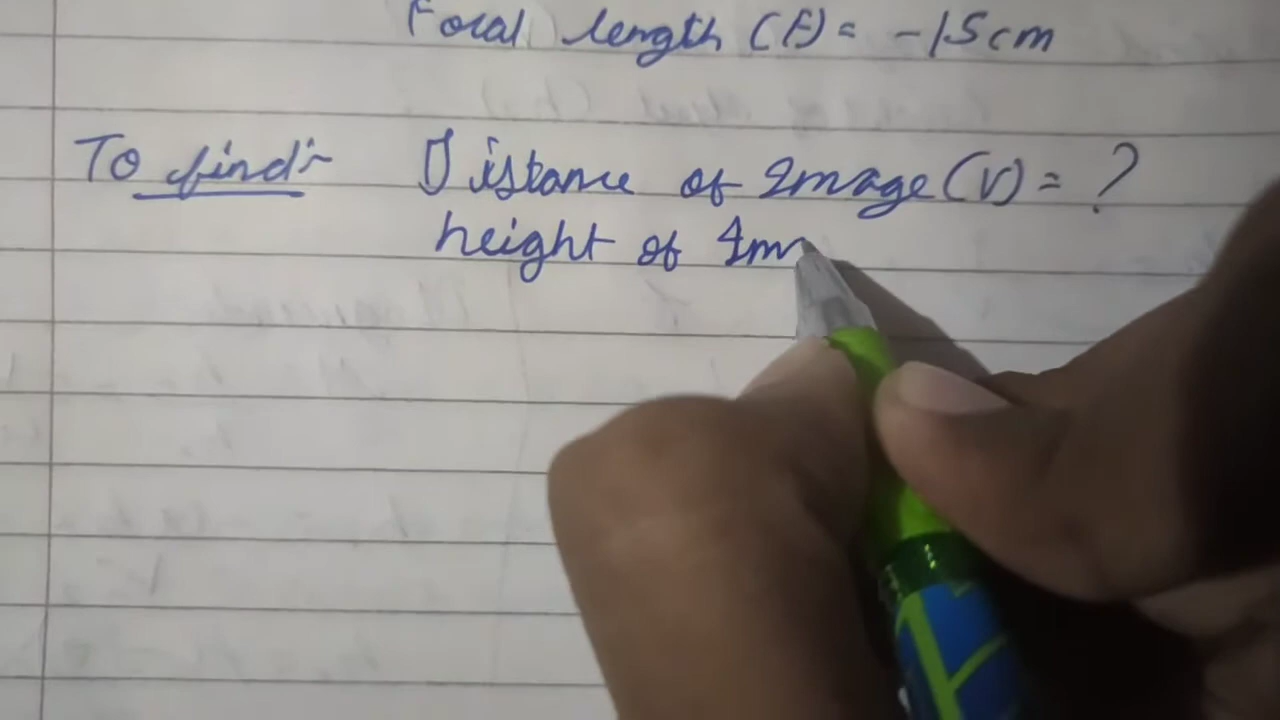 Focal length (F) = -15cm
To find:- Distance of Image (V) = ?
height of Im